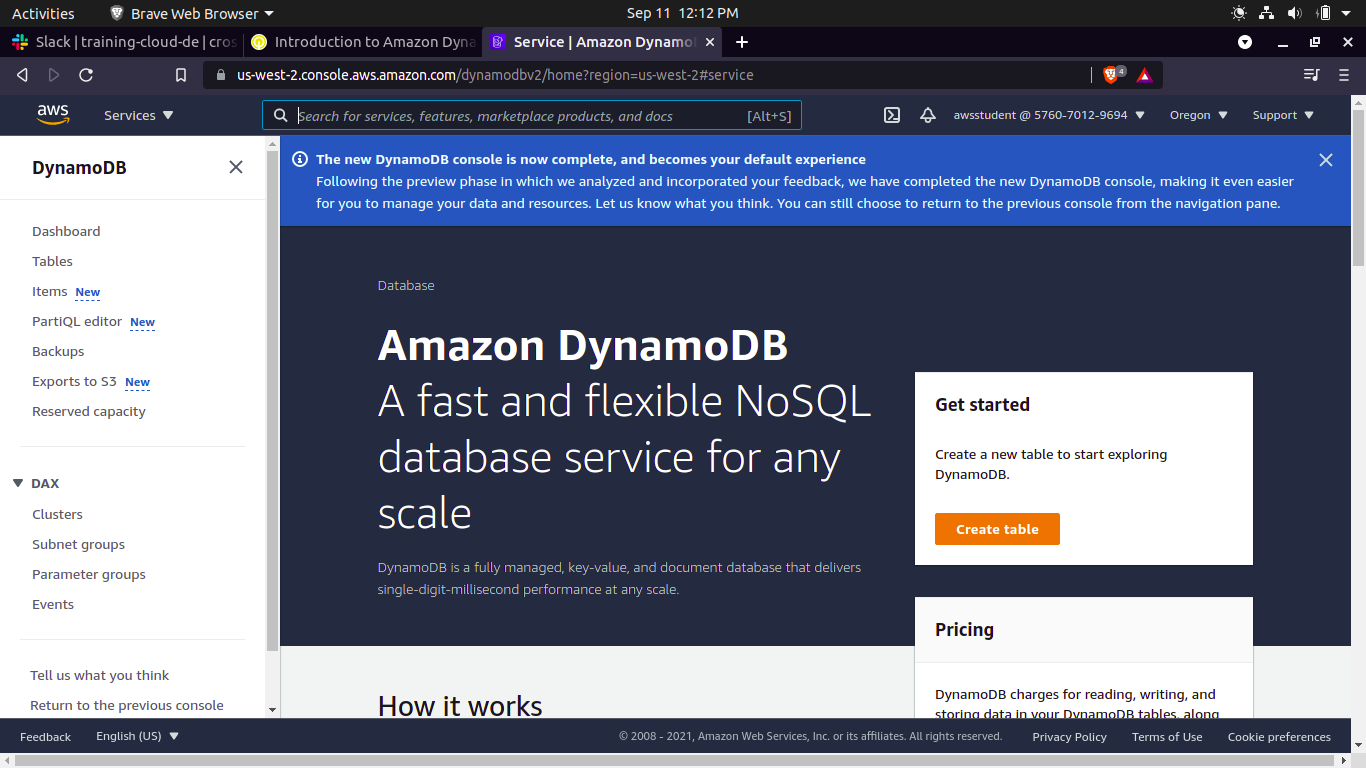 Activities
Brave Web Browser
Sep 11 12:12 PM
Slack | training-cloud-de | cros
Introduction to Amazon Dyna
Service | Amazon Dynamo
us-west-2.console.aws.amazon.com/dynamodbv2/home?region=us-west-2#service
4
aws
Services
Search for services, features, marketplace products, and docs
[Alt+S]
awsstudent @ 5760-7012-9694
Oregon
Support
DynamoDB
Dashboard
Tables
Items New
PartiQL editor New
Backups
Exports to S3 New
Reserved capacity
DAX
Clusters
Subnet groups
Parameter groups
Events
Tell us what you think
Return to the previous console
The new DynamoDB console is now complete, and becomes your default experience
Following the preview phase in which we analyzed and incorporated your feedback, we have completed the new DynamoDB console, making it even easier
for you to manage your data and resources. Let us know what you think. You can still choose to return to the previous console from the navigation pane.
Database
Amazon DynamoDB
A fast and flexible NoSQL
database service for any
scale
DynamoDB is a fully managed, key-value, and document database that delivers
single-digit-millisecond performance at any scale.
Get started
Create a new table to start exploring
DynamoDB.
Create table
Pricing
DynamoDB charges for reading, writing, and
storing data in your DynamoDB tables, along
How it works
Feedback
English (US)
© 2008 - 2021, Amazon Web Services, Inc. or its affiliates. All rights reserved.
Privacy Policy
Terms of Use
Cookie preferences